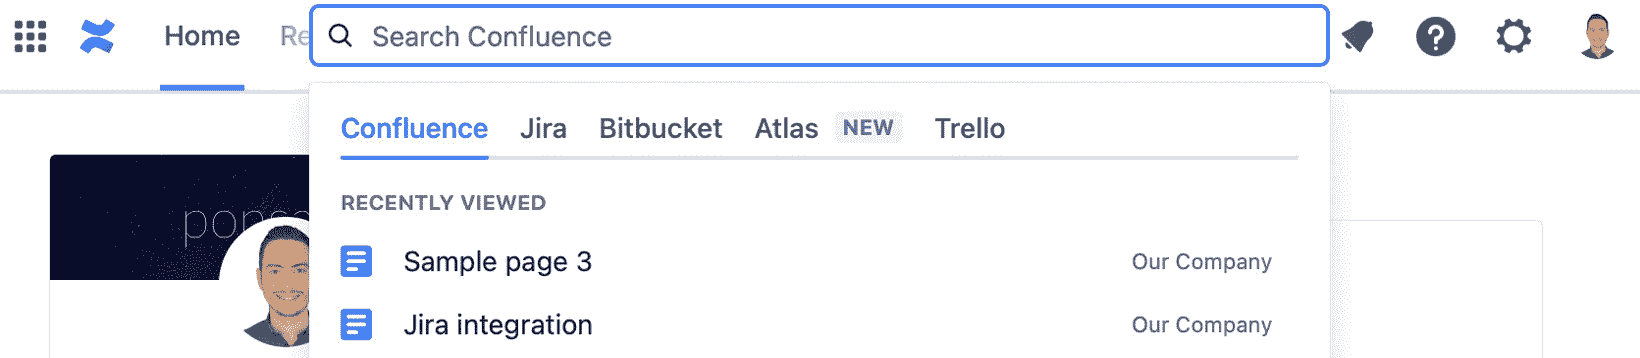 Home Re Search Confluence
Confluence Jira Bitbucket Atlas NEW Trello
RECENTLY VIEWED
Sample page 3 Our Company
Jira integration Our Company